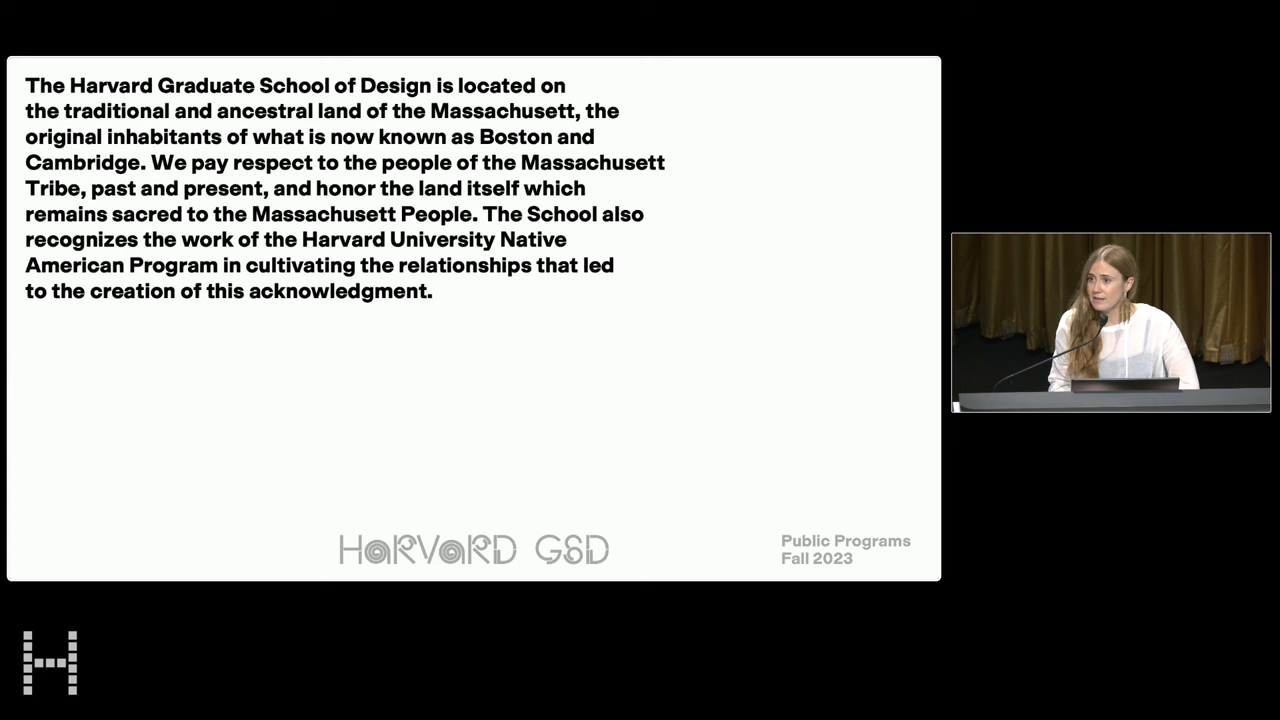 The Harvard Graduate School of Design is located on
the traditional and ancestral land of the Massachusett, the
original inhabitants of what is now known as Boston and
Cambridge. We pay respect to the people of the Massachusett
Tribe, past and present, and honor the land itself which
remains sacred to the Massachusett People. The School also
recognizes the work of the Harvard University Native
American Program in cultivating the relationships that led
to the creation of this acknowledgment.
HARVARD GSD
Public Programs
Fall 2023
H